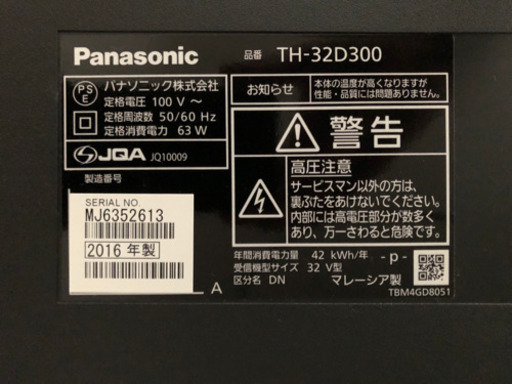 Panasonic
品番 TH-32D300
PS
E
パナソニック株式会社
定格電圧 100 V ～
定格周波数 50/60 Hz
定格消費電力 63 W
JQA JQ10009
製造番号
SERIAL NO.
MJ6352613
2016 年製
A
お知らせ
本体の温度が高くなりますが
性能・品質には問題ありません。
警告
高圧注意
サービスマン以外の方は、
裏ぶたをあけないでください。
内部には高電圧部分が数多く
あり、万一さわると危険です。
年間消費電力量 42 kWh/年
受信機型サイズ 32 V型
区分名 DN
- p -
マレーシア製
TBM4GD8051